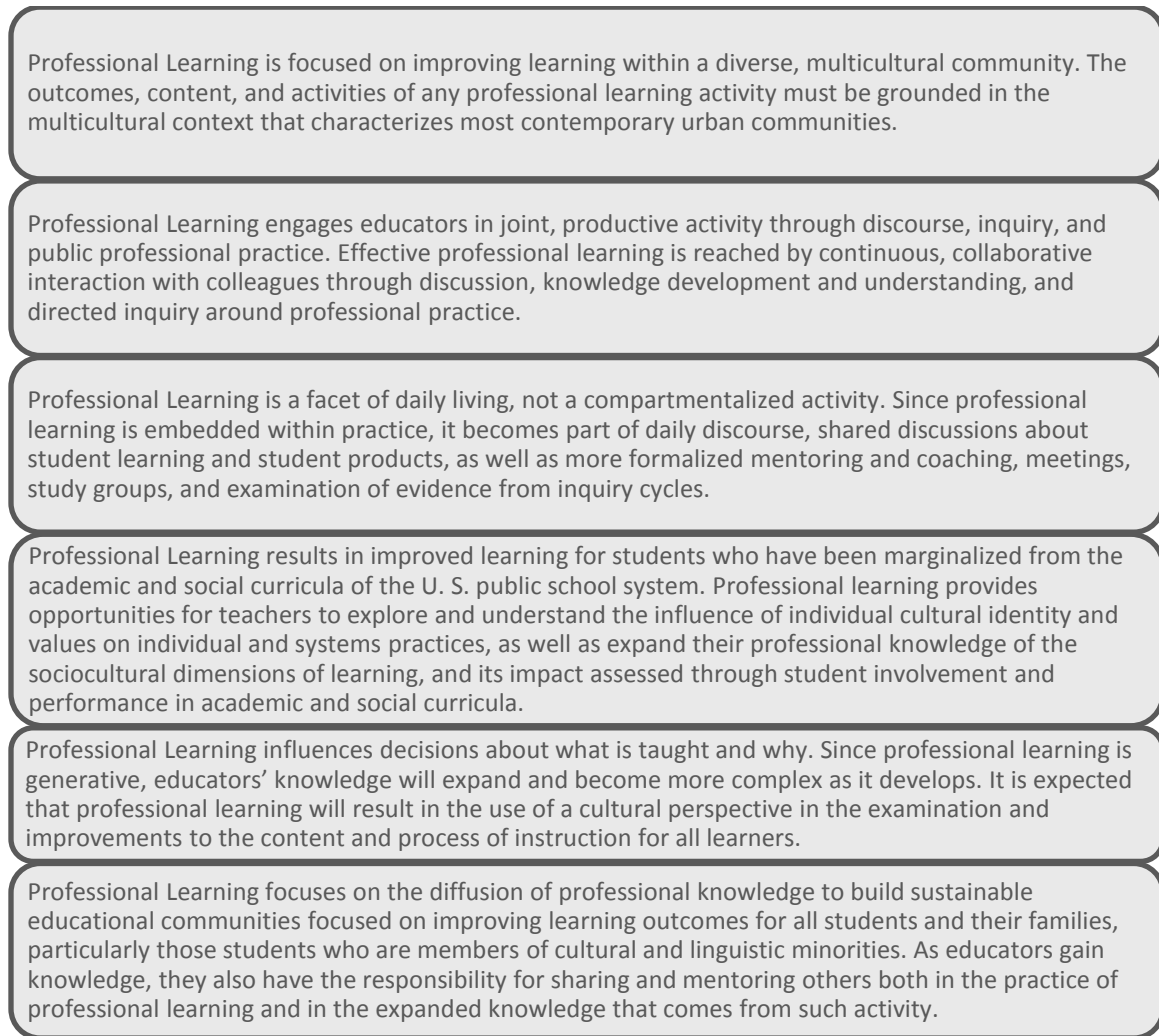 Professional Learning is focused on improving learning within a diverse, multicultural community. The
outcomes, content, and activities of any professional learning activity must be grounded in the
multicultural context that characterizes most contemporary urban communities.
Professional Learning engages educators in joint, productive activity through discourse, inquiry, and
public professional practice. Effective professional learning is reached by continuous, collaborative
interaction with colleagues through discussion, knowledge development and understanding, and
directed inquiry around professional practice.
Professional Learning is a facet of daily living, not a compartmentalized activity. Since professional
learning is embedded within practice, it becomes part of daily discourse, shared discussions about
student learning and student products, as well as more formalized mentoring and coaching, meetings,
study groups, and examination of evidence from inquiry cycles.
Professional Learning results in improved learning for students who have been marginalized from the
academic and social curricula of the U. S. public school system. Professional learning provides
opportunities for teachers to explore and understand the influence of individual cultural identity and
values on individual and systems practices, as well as expand their professional knowledge of the
sociocultural dimensions of learning, and its impact assessed through student involvement and
performance in academic and social curricula.
Professional Learning influences decisions about what is taught and why. Since professional learning is
generative, educators’ knowledge will expand and become more complex as it develops. It is expected
that professional learning will result in the use of a cultural perspective in the examination and
improvements to the content and process of instruction for all learners.
Professional Learning focuses on the diffusion of professional knowledge to build sustainable
educational communities focused on improving learning outcomes for all students and their families,
particularly those students who are members of cultural and linguistic minorities. As educators gain
knowledge, they also have the responsibility for sharing and mentoring others both in the practice of
professional learning and in the expanded knowledge that comes from such activity.